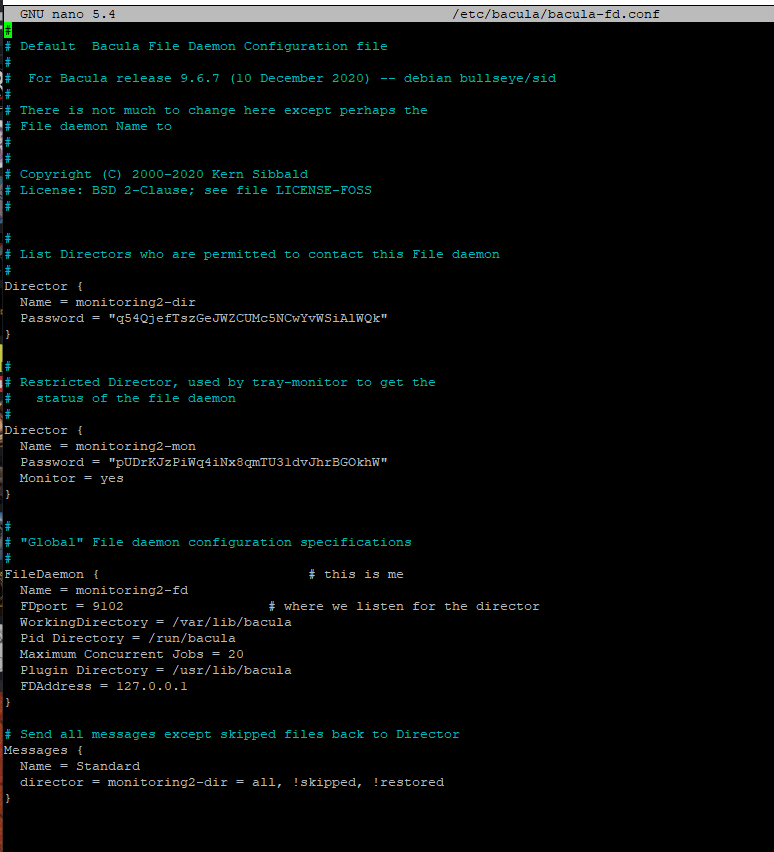 GNU nano 5.4 /etc/bacula/bacula-fd.conf
#
# Default  Bacula File Daemon Configuration file
#
#  For Bacula release 9.6.7 (10 December 2020) -- debian bullseye/sid
#
# There is not much to change here except perhaps the
# File daemon Name to
#
#
# Copyright (C) 2000-2020 Kern Sibbald
# License: BSD 2-Clause; see file LICENSE-FOSS
#
#
# List Directors who are permitted to contact this File daemon
#
Director {
  Name = monitoring2-dir
  Password = "q54QjefTszGeJWZCUMc5NCwYvWSiAlWQk"
}
#
# Restricted Director, used by tray-monitor to get the
#   status of the file daemon
#
Director {
  Name = monitoring2-mon
  Password = "pUDrKJzPiWq4iNx8qmTU3ldvJhrBGOkhW"
  Monitor = yes
}
#
# "Global" File daemon configuration specifications
#
FileDaemon {                          # this is me
  Name = monitoring2-fd
  FDport = 9102                  # where we listen for the director
  WorkingDirectory = /var/lib/bacula
  Pid Directory = /run/bacula
  Maximum Concurrent Jobs = 20
  Plugin Directory = /usr/lib/bacula
  FDAddress = 127.0.0.1
}
# Send all messages except skipped files back to Director
Messages {
  Name = Standard
  director = monitoring2-dir = all, !skipped, !restored
}